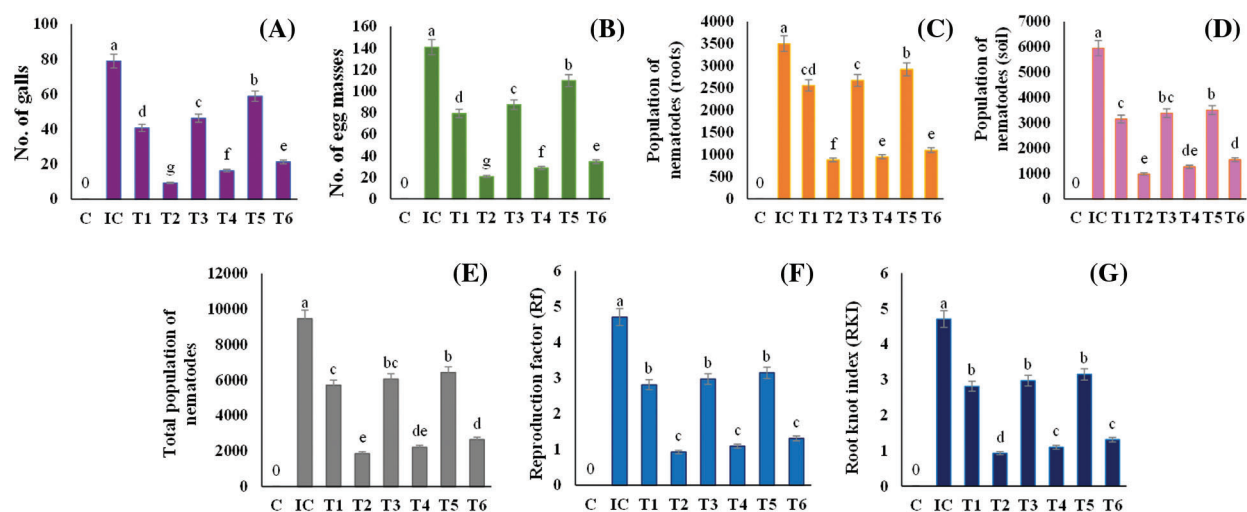 (A)
No. of galls
100
80
60
40
20
0
0
a
d
g
c
f
b
e
C IC T1 T2 T3 T4 T5 T6
(B)
No. of egg masses
160
140
120
100
80
60
40
20
0
0
a
d
g
c
f
b
e
C IC T1 T2 T3 T4 T5 T6
(C)
Population of
nematodes (roots)
4000
3500
3000
2500
2000
1500
1000
500
0
0
a
cd
f
c
e
b
e
C IC T1 T2 T3 T4 T5 T6
(D)
Population of
nematodes (soil)
7000
6000
5000
4000
3000
2000
1000
0
0
a
c
e
bc
de
b
d
C IC T1 T2 T3 T4 T5 T6
(E)
Total population of
nematodes
12000
10000
8000
6000
4000
2000
0
0
a
c
e
bc
de
b
d
C IC T1 T2 T3 T4 T5 T6
(F)
Reproduction factor (Rf)
6
5
4
3
2
1
0
0
a
b
c
b
c
b
c
C IC T1 T2 T3 T4 T5 T6
(G)
Root knot index (RKI)
6
5
4
3
2
1
0
0
a
b
d
b
c
b
c
C IC T1 T2 T3 T4 T5 T6